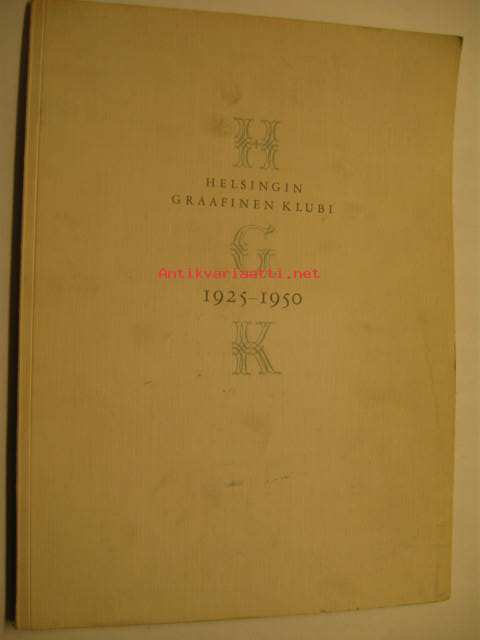 H
HELSINGIN
GRAAFINEN KLUBI
G
Antikvariaatti.net
1925–1950
K